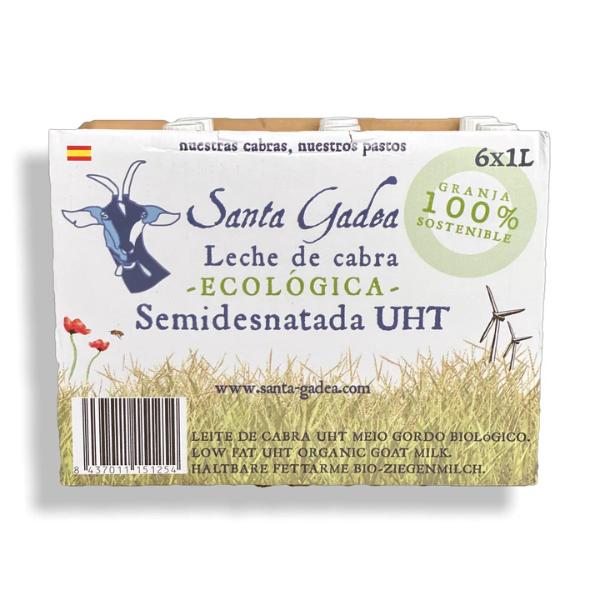 nuestras cabras, nuestros pastos
6x1L
GRANJA
100%
SOSTENIBLE
Santa Gadea
Leche de cabra
-ECOLÓGICA-
Semidesnatada UHT
www.santa-gadea.com
LEITE DE CABRA UHT MEIO GORDO BIOLóGICO.
LOW FAT UHT ORGANIC GOAT MILK.
HALTBARE FETTARME BIO-ZIEGENMILCH.
8 437011 151254